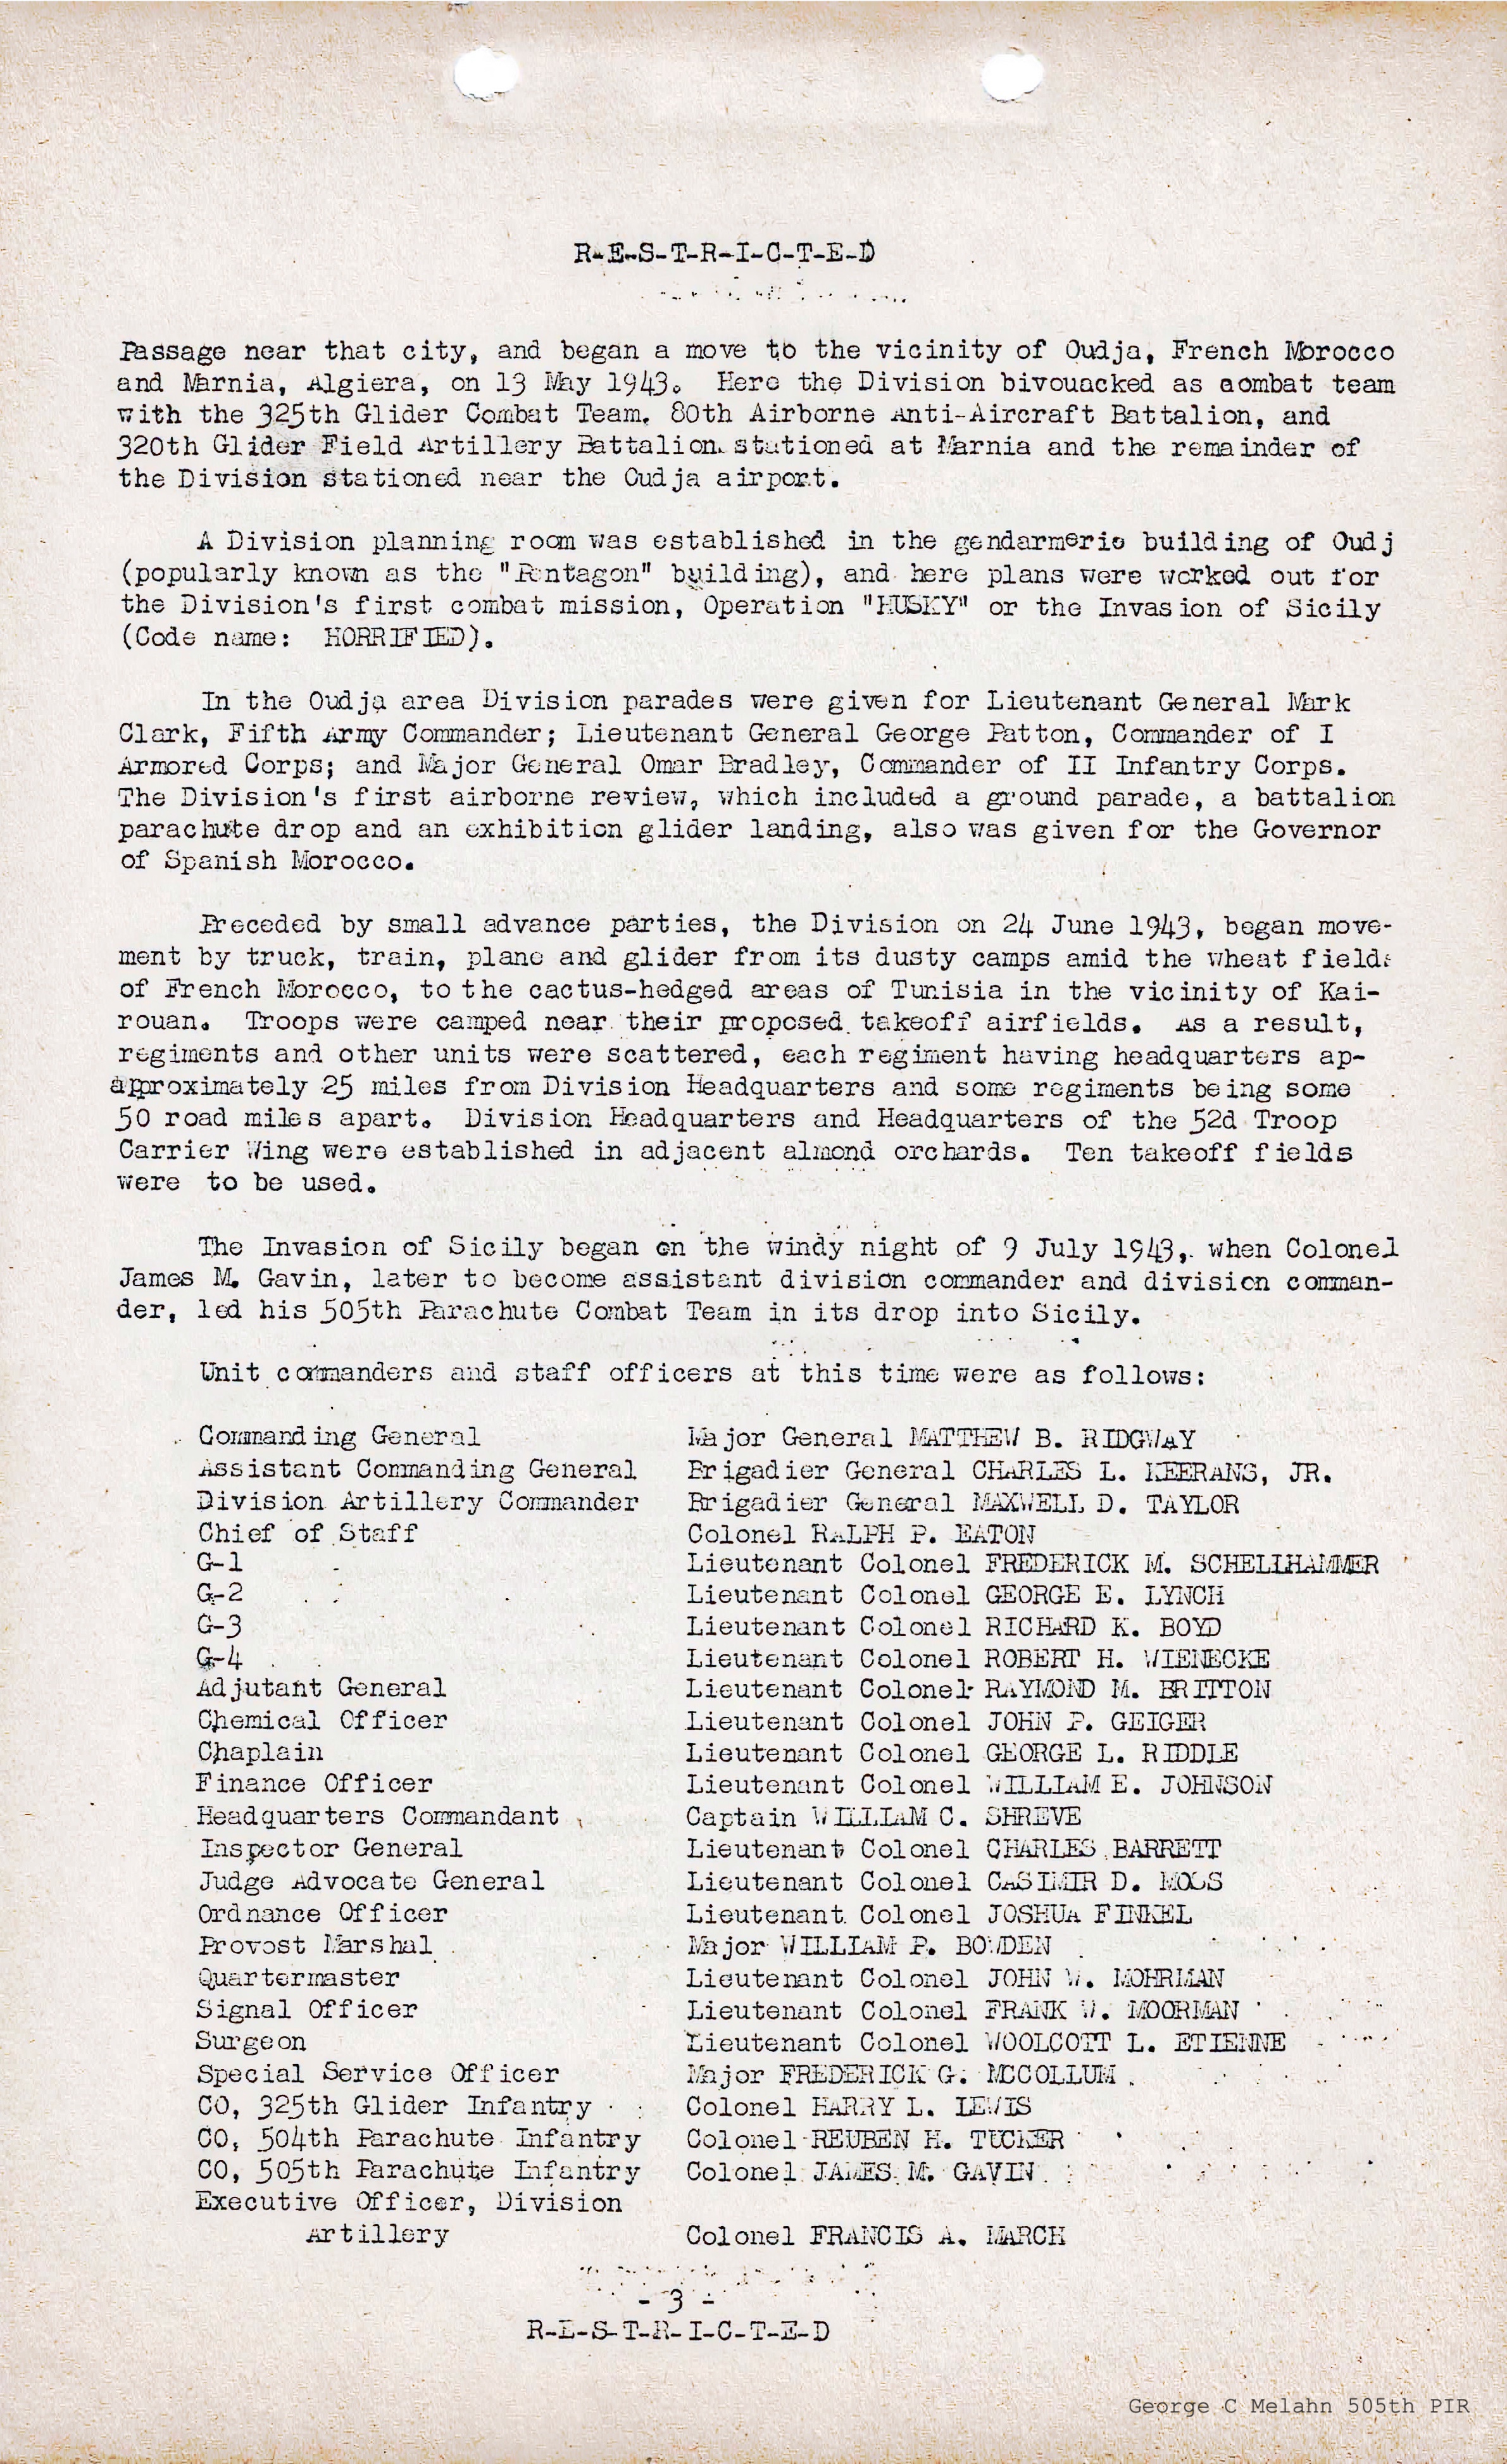 R-E-S-T-R-I-C-T-E-D
Passage near that city, and began a move to the vicinity of Oudja, French Morocco
and Marnia, Algiera, on 13 May 1943. Here the Division bivouacked as combat team
with the 325th Glider Combat Team, 80th Airborne Anti-Aircraft Battalion, and
320th Glider Field Artillery Battalion stationed at Marnia and the remainder of
the Division stationed near the Oudja airport.
A Division planning room was established in the gendarmerie building of Oudj
(popularly known as the "Pentagon" building), and here plans were worked out for
the Division's first combat mission, Operation "HUSKY" or the Invasion of Sicily
(Code name: HORRIFIED).
In the Oudja area Division parades were given for Lieutenant General Mark
Clark, Fifth Army Commander; Lieutenant General George Patton, Commander of I
Armored Corps; and Major General Omar Bradley, Commander of II Infantry Corps.
The Division's first airborne review, which included a ground parade, a battalion
parachute drop and an exhibition glider landing, also was given for the Governor
of Spanish Morocco.
Preceded by small advance parties, the Division on 24 June 1943, began move-
ment by truck, train, plane and glider from its dusty camps amid the wheat fields
of French Morocco, to the cactus-hedged areas of Tunisia in the vicinity of Kai-
rouan. Troops were camped near their proposed takeoff airfields. As a result,
regiments and other units were scattered, each regiment having headquarters ap-
approximately 25 miles from Division Headquarters and some regiments being some
50 road miles apart. Division Headquarters and Headquarters of the 52d Troop
Carrier Wing were established in adjacent almond orchards. Ten takeoff fields
were to be used.
The Invasion of Sicily began on the windy night of 9 July 1943, when Colonel
James M. Gavin, later to become assistant division commander and division comman-
der, led his 505th Parachute Combat Team in its drop into Sicily.
Unit commanders and staff officers at this time were as follows:
Commanding General Major General MATTHEW B. RIDGWAY
Assistant Commanding General Brigadier General CHARLES L. KEERANS, JR.
Division Artillery Commander Brigadier General MAXWELL D. TAYLOR
Chief of Staff Colonel RALPH P. EATON
G-1 Lieutenant Colonel FREDERICK M. SCHELLHAMMER
G-2 Lieutenant Colonel GEORGE E. LYNCH
G-3 Lieutenant Colonel RICHARD K. BOYD
G-4 Lieutenant Colonel ROBERT H. WIENECKE
Adjutant General Lieutenant Colonel RAYMOND M. BRITTON
Chemical Officer Lieutenant Colonel JOHN P. GEIGER
Chaplain Lieutenant Colonel GEORGE L. RIDDLE
Finance Officer Lieutenant Colonel WILLIAM E. JOHNSON
Headquarters Commandant Captain WILLIAM C. SHREVE
Inspector General Lieutenant Colonel CHARLES BARRETT
Judge Advocate General Lieutenant Colonel CASIMIR D. MOSS
Ordnance Officer Lieutenant Colonel JOSHUA FINKEL
Provost Marshal Major WILLIAM P. BOWDEN
Quartermaster Lieutenant Colonel JOHN W. MOHRMAN
Signal Officer Lieutenant Colonel FRANK W. MOORMAN
Surgeon Lieutenant Colonel WOOLCOTT L. ETIENNE
Special Service Officer Major FREDERICK G. MCCOLLUM
CO, 325th Glider Infantry Colonel HARRY L. LEWIS
CO, 504th Parachute Infantry Colonel REUBEN H. TUCKER
CO, 505th Parachute Infantry Colonel JAMES M. GAVIN
Executive Officer, Division
Artillery Colonel FRANCIS A. MARCH
- 3 -
R-E-S-T-R-I-C-T-E-D
George C Melahn 505th PIR